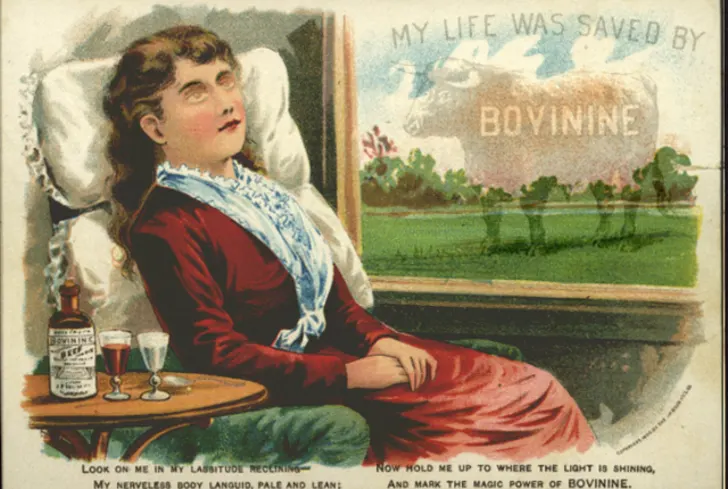 MY LIFE WAS SAVED BY
BOVININE
BOVININE
BEEF
LOOK ON ME IN MY LASSITUDE RECLINING—
MY NERVELESS BODY LANGUID, PALE AND LEAN;
NOW HOLD ME UP TO WHERE THE LIGHT IS SHINING,
AND MARK THE MAGIC POWER OF BOVININE.